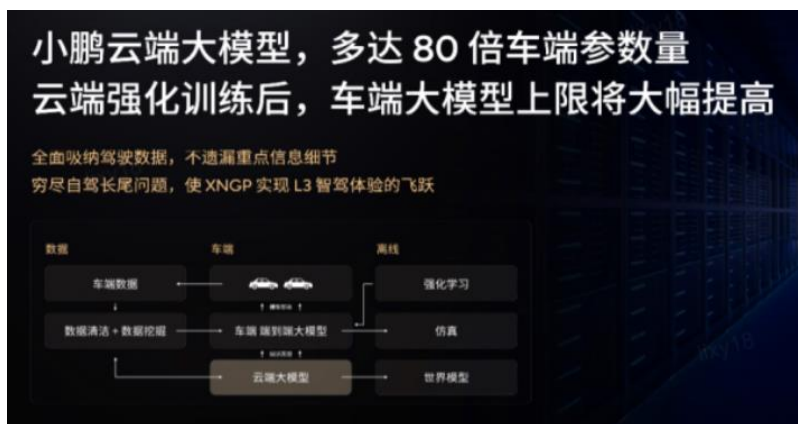 小鹏云端大模型，多达 80 倍车端参数量
云端强化训练后，车端大模型上限将大幅提高
全面吸纳驾驶数据，不遗漏重点信息细节
穷尽自驾长尾问题，使 XNGP 实现 L3 智驾体验的飞跃
数据
车端
离线
车端数据
强化学习
数据清洁 + 数据挖掘
车端 端到端大模型
仿真
云端大模型
世界模型